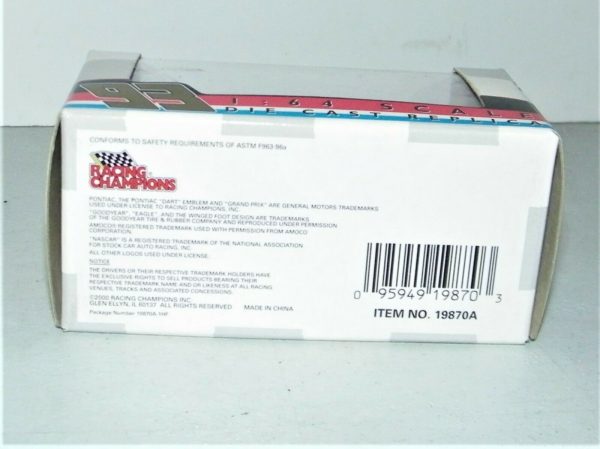 93
1:64 SCALE
DIE CAST REPLICA
CONFORMS TO SAFETY REQUIREMENTS OF ASTM F963-96a
RACING
CHAMPIONS
PONTIAC, THE PONTIAC "DART" EMBLEM AND "GRAND PRIX" ARE GENERAL MOTORS TRADEMARKS
USED UNDER LICENSE TO RACING CHAMPIONS, INC.
"GOODYEAR", "EAGLE", AND THE WINGED FOOT DESIGN ARE TRADEMARKS
OF THE GOODYEAR TIRE & RUBBER COMPANY AND REPRODUCED UNDER PERMISSION
AMOCO® REGISTERED TRADEMARK USED WITH PERMISSION FROM AMOCO
CORPORATION.
"NASCAR" IS A REGISTERED TRADEMARK OF THE NATIONAL ASSOCIATION
FOR STOCK CAR AUTO RACING, INC.
ALL OTHER LOGOS USED UNDER LICENSE.
NOTICE
THE DRIVERS OR THEIR RESPECTIVE TRADEMARK HOLDERS HAVE
THE EXCLUSIVE RIGHTS TO SELL PRODUCTS BEARING THEIR
RESPECTIVE TRADEMARK NAME AND OR LIKENESS AT ALL RACING
VENUES, TRACKS AND ASSOCIATED CONCESSIONS.
©2000 RACING CHAMPIONS INC.
GLEN ELLYN, IL 60137 ALL RIGHTS RESERVED MADE IN CHINA
Package Number 19870A-1HF
0 95949 19870 3
ITEM NO. 19870A